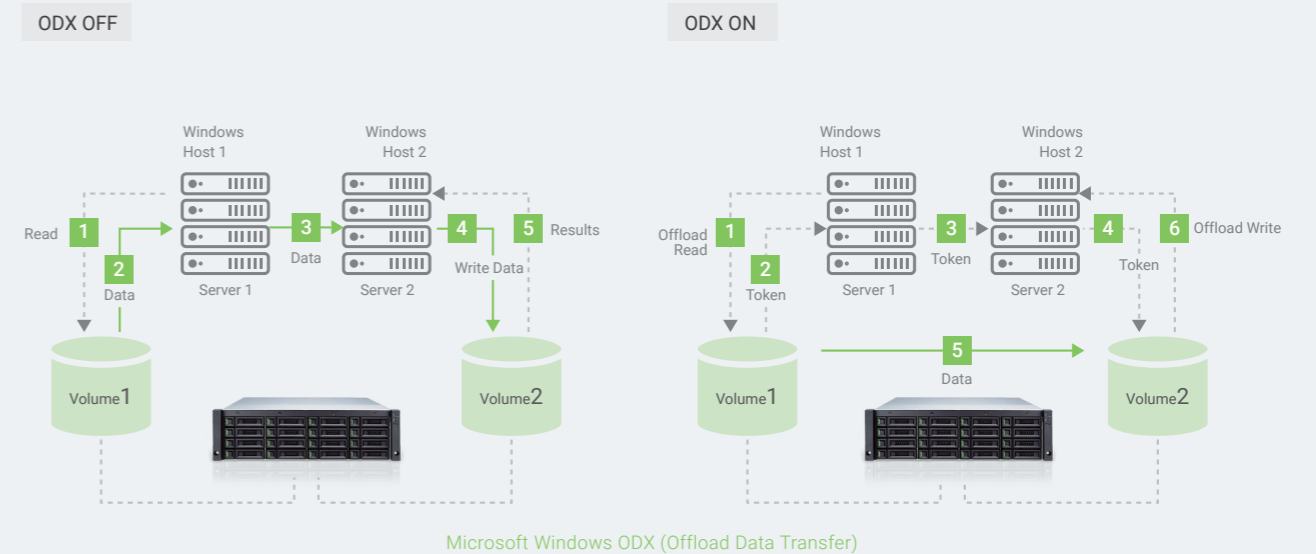 ODX OFF
Windows
Host 1
Windows
Host 2
Read
1
2
Data
3
Data
4
Write Data
5
Results
Server 1
Server 2
Volume1
Volume2
ODX ON
Windows
Host 1
Windows
Host 2
Offload
Read
1
2
Token
3
Token
4
Token
6
Offload Write
Server 1
Server 2
5
Data
Volume1
Volume2
Microsoft Windows ODX (Offload Data Transfer)